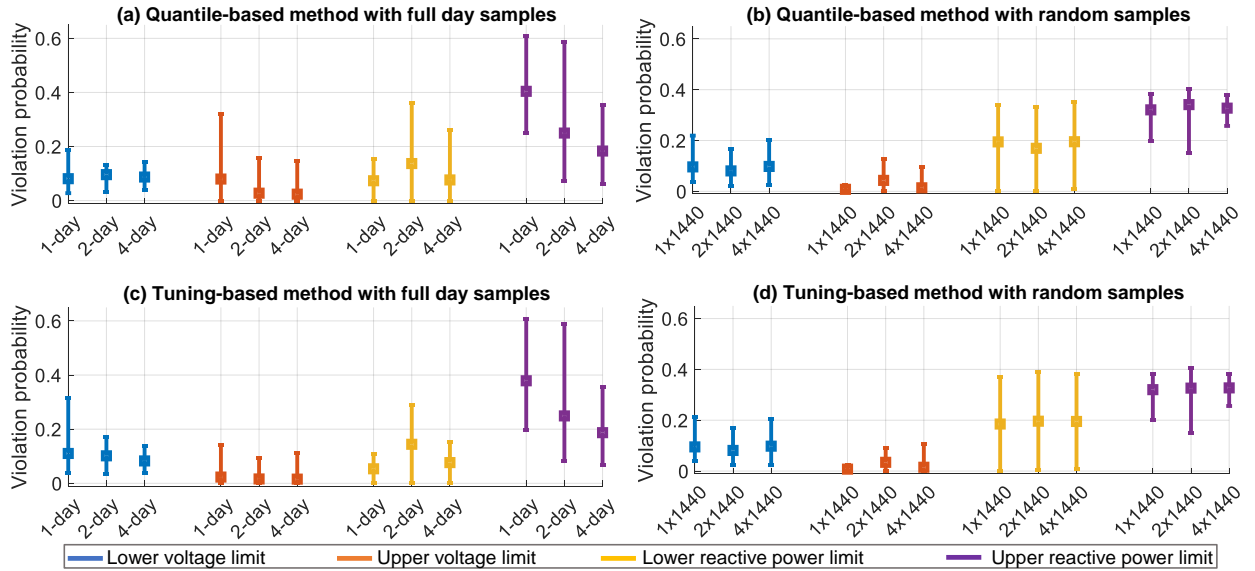 (a) Quantile-based method with full day samples
Violation probability
0.6
0.4
0.2
0
1-day
2-day
4-day
1-day
2-day
4-day
1-day
2-day
4-day
1-day
2-day
4-day
(b) Quantile-based method with random samples
Violation probability
0.6
0.4
0.2
0
1x1440
2x1440
4x1440
1x1440
2x1440
4x1440
1x1440
2x1440
4x1440
1x1440
2x1440
4x1440
(c) Tuning-based method with full day samples
Violation probability
0.6
0.4
0.2
0
1-day
2-day
4-day
1-day
2-day
4-day
1-day
2-day
4-day
1-day
2-day
4-day
(d) Tuning-based method with random samples
Violation probability
0.6
0.4
0.2
0
1x1440
2x1440
4x1440
1x1440
2x1440
4x1440
1x1440
2x1440
4x1440
1x1440
2x1440
4x1440
Lower voltage limit
Upper voltage limit
Lower reactive power limit
Upper reactive power limit